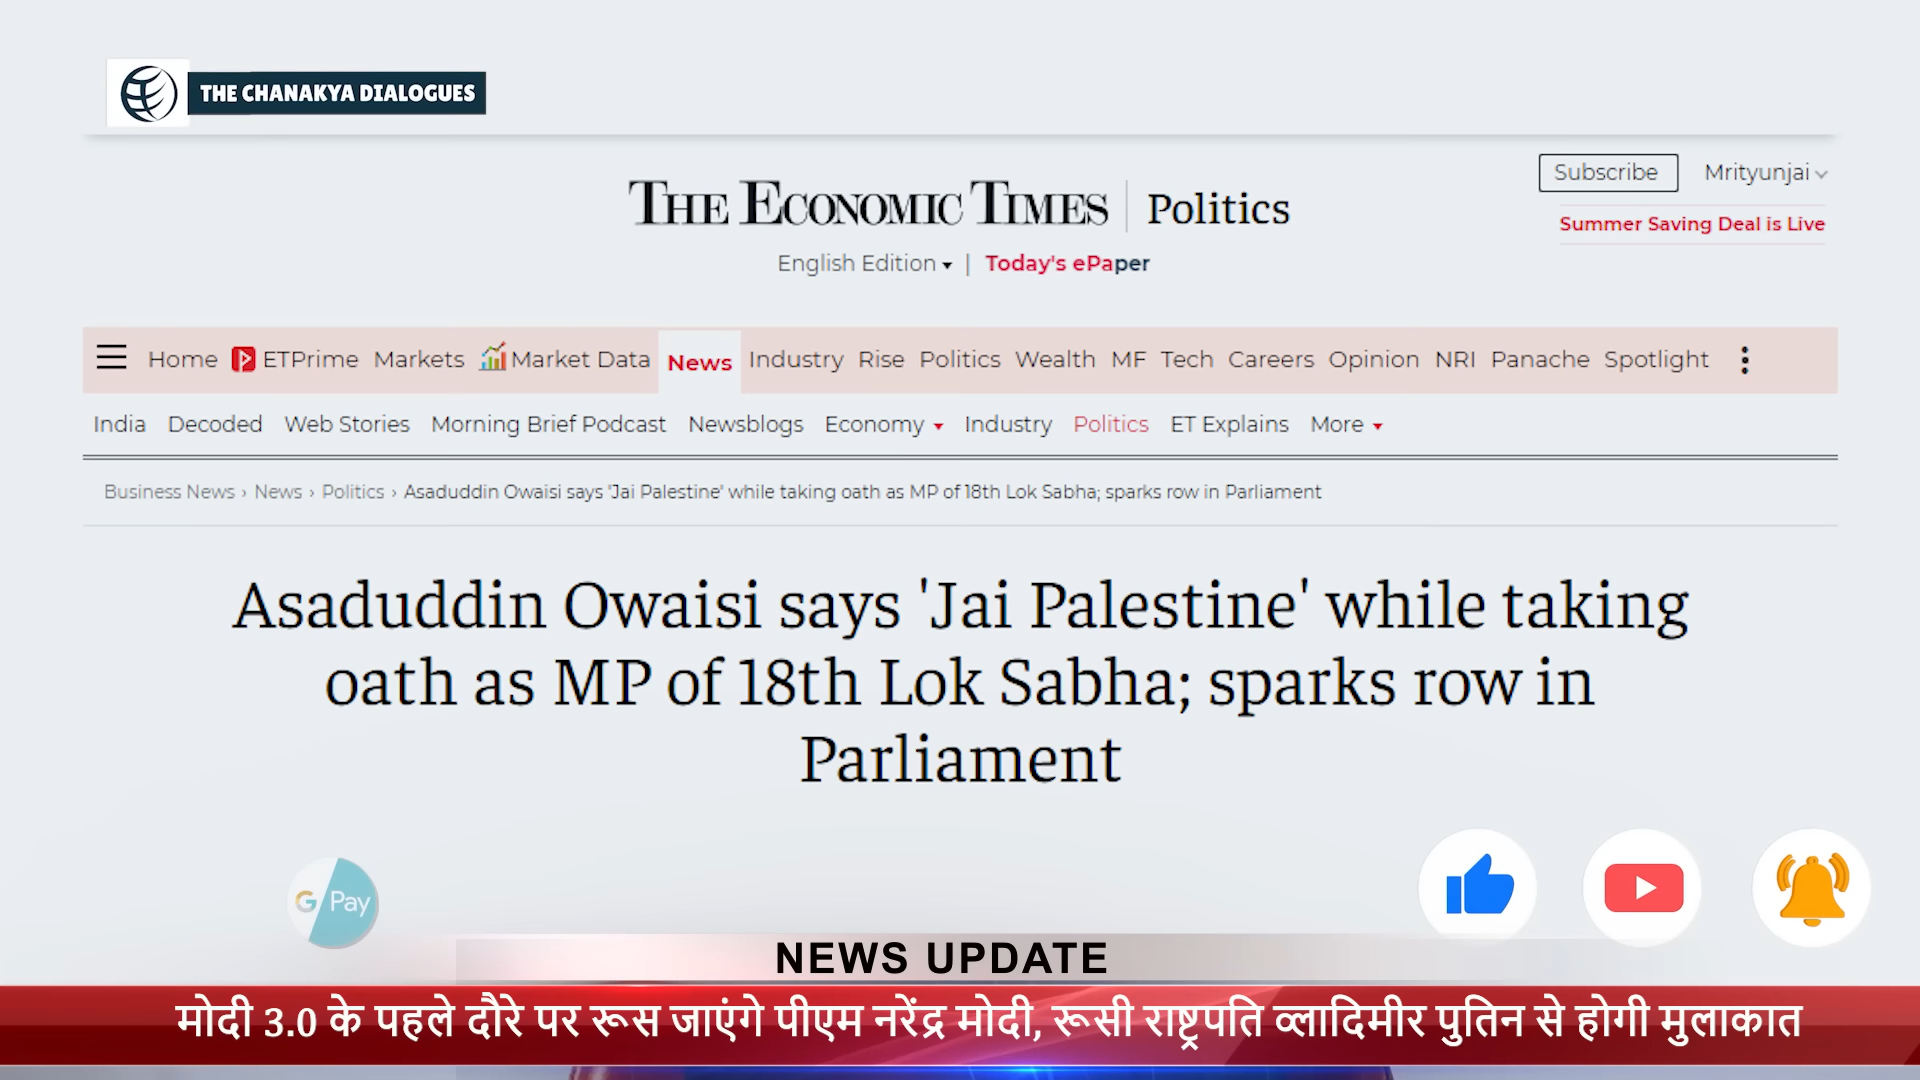 THE CHANAKYA DIALOGUES
Subscribe Mrityunjai
THE ECONOMIC TIMES | Politics
Summer Saving Deal is Live
English Edition | Today's ePaper
Home ETPrime Markets Market Data News Industry Rise Politics Wealth MF Tech Careers Opinion NRI Panache Spotlight
India Decoded Web Stories Morning Brief Podcast Newsblogs Economy Industry Politics ET Explains More
Business News › News › Politics › Asaduddin Owaisi says 'Jai Palestine' while taking oath as MP of 18th Lok Sabha; sparks row in Parliament
Asaduddin Owaisi says 'Jai Palestine' while taking
oath as MP of 18th Lok Sabha; sparks row in
Parliament
G Pay
NEWS UPDATE
मोदी 3.0 के पहले दौरे पर रूस जाएंगे पीएम नरेंद्र मोदी, रूसी राष्ट्रपति व्लादिमीर पुतिन से होगी मुलाकात